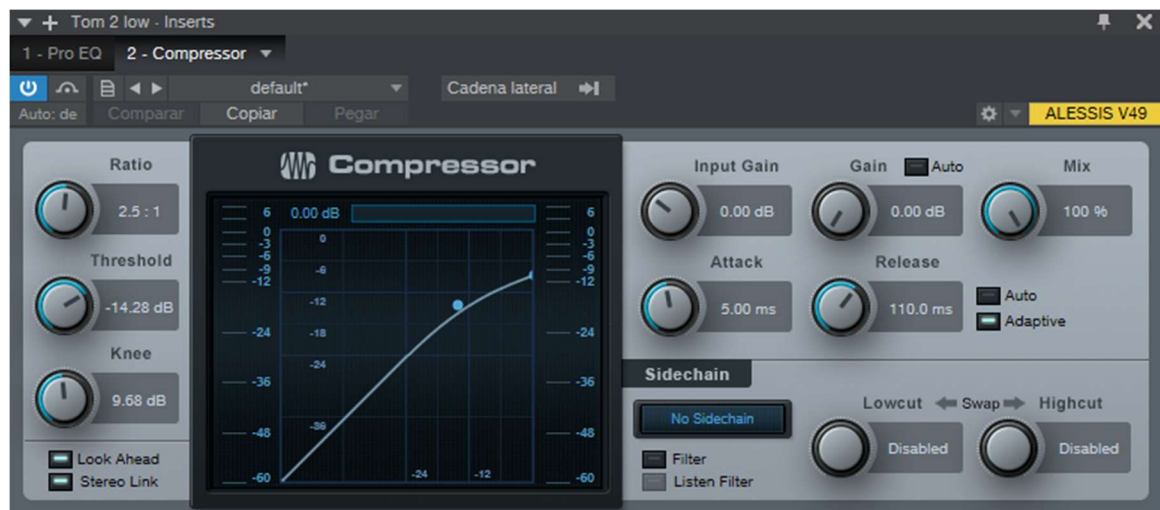 Tom 2 low - Inserts
1 - Pro EQ 2 - Compressor
default* Cadena lateral
Auto: de Comparar Copiar Pegar ALESSIS V49
Compressor
Ratio
2.5 : 1
Threshold
-14.28 dB
Knee
9.68 dB
Look Ahead
Stereo Link
6 0.00 dB 6
0 0 0
-3 -3
-6 -6 -6
-9 -9
-12 -12
-12
-24 -18 -24
-24
-36 -36
-36
-48 -48
-24 -12
-60 -60
Input Gain Gain Auto Mix
0.00 dB 0.00 dB 100 %
Attack Release
5.00 ms 110.0 ms
Auto
Adaptive
Sidechain
No Sidechain
Filter
Listen Filter
Lowcut Swap Highcut
Disabled Disabled